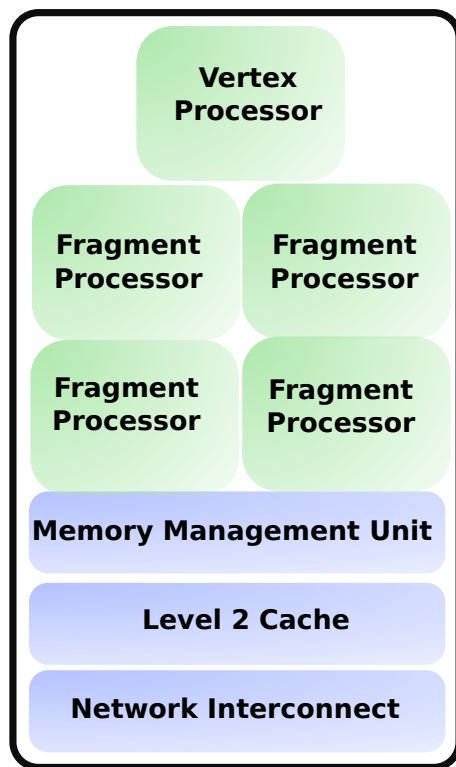 Vertex
Processor
Fragment
Processor
Fragment
Processor
Fragment
Processor
Fragment
Processor
Memory Management Unit
Level 2 Cache
Network Interconnect